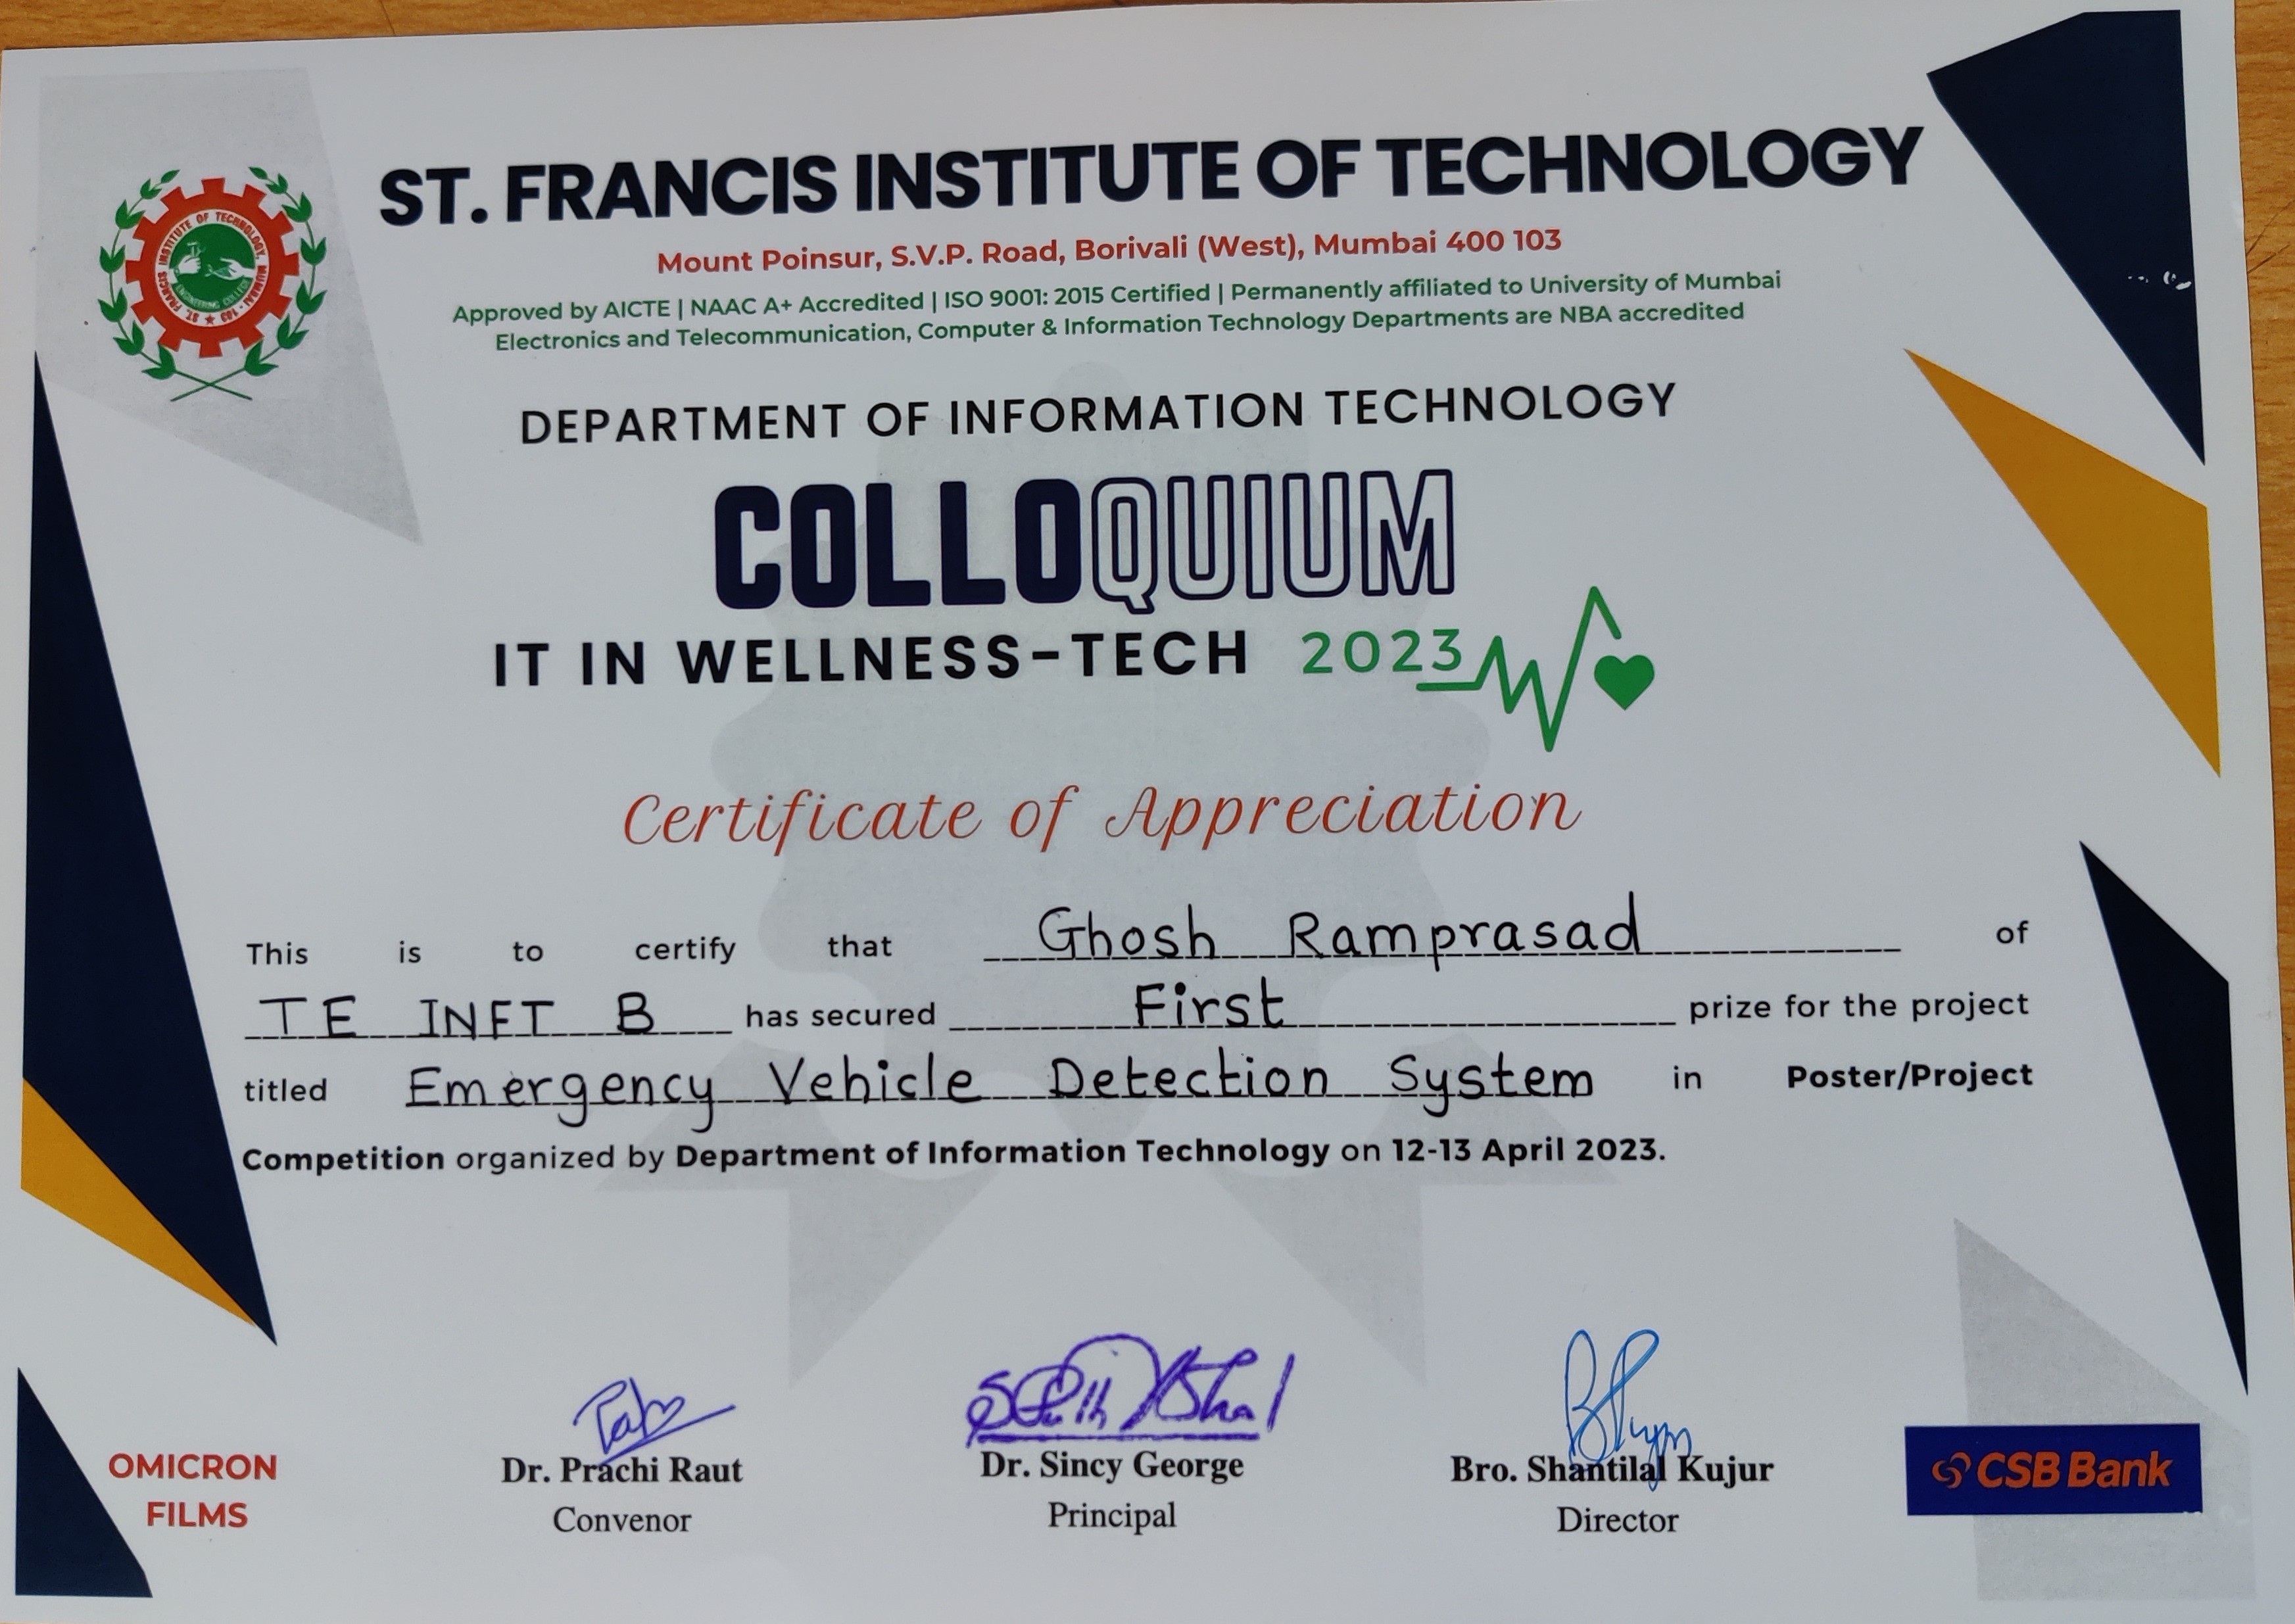 ST. FRANCIS INSTITUTE OF TECHNOLOGY
Mount Poinsur, S.V.P. Road, Borivali (West), Mumbai 400 103
Approved by AICTE | NAAC A+ Accredited | ISO 9001: 2015 Certified | Permanently affiliated to University of Mumbai
Electronics and Telecommunication, Computer & Information Technology Departments are NBA accredited
ST. FRANCIS INSTITUTE OF TECHNOLOGY, MUMBAI - 103
ENGINEERING COLLEGE
DEPARTMENT OF INFORMATION TECHNOLOGY
COLLOQUIUM
IT IN WELLNESS-TECH 2023
Certificate of Appreciation
This is to certify that Ghosh Ramprasad of
TE INFT B has secured First prize for the project
titled Emergency Vehicle Detection System in Poster/Project
Competition organized by Department of Information Technology on 12-13 April 2023.
OMICRON
FILMS
Dr. Prachi Raut
Convenor
Dr. Sincy George
Principal
Bro. Shantilal Kujur
Director
CSB Bank